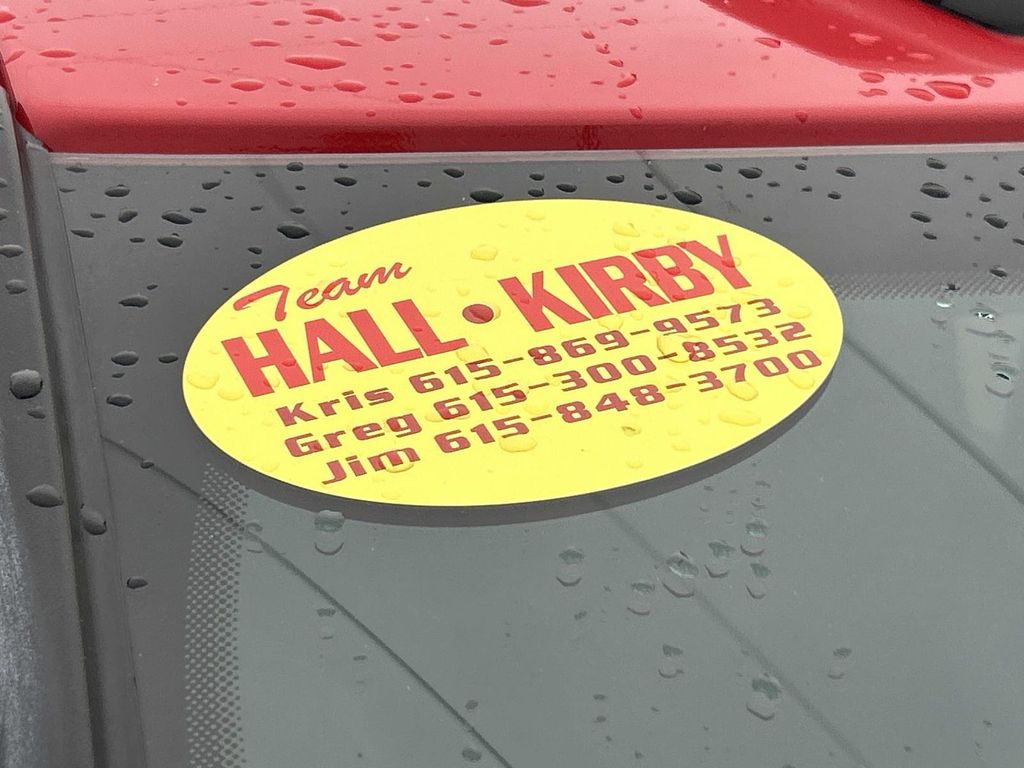 Team
HALL • KIRBY
Kris 615-869-9573
Greg 615-300-8532
Jim 615-848-3700